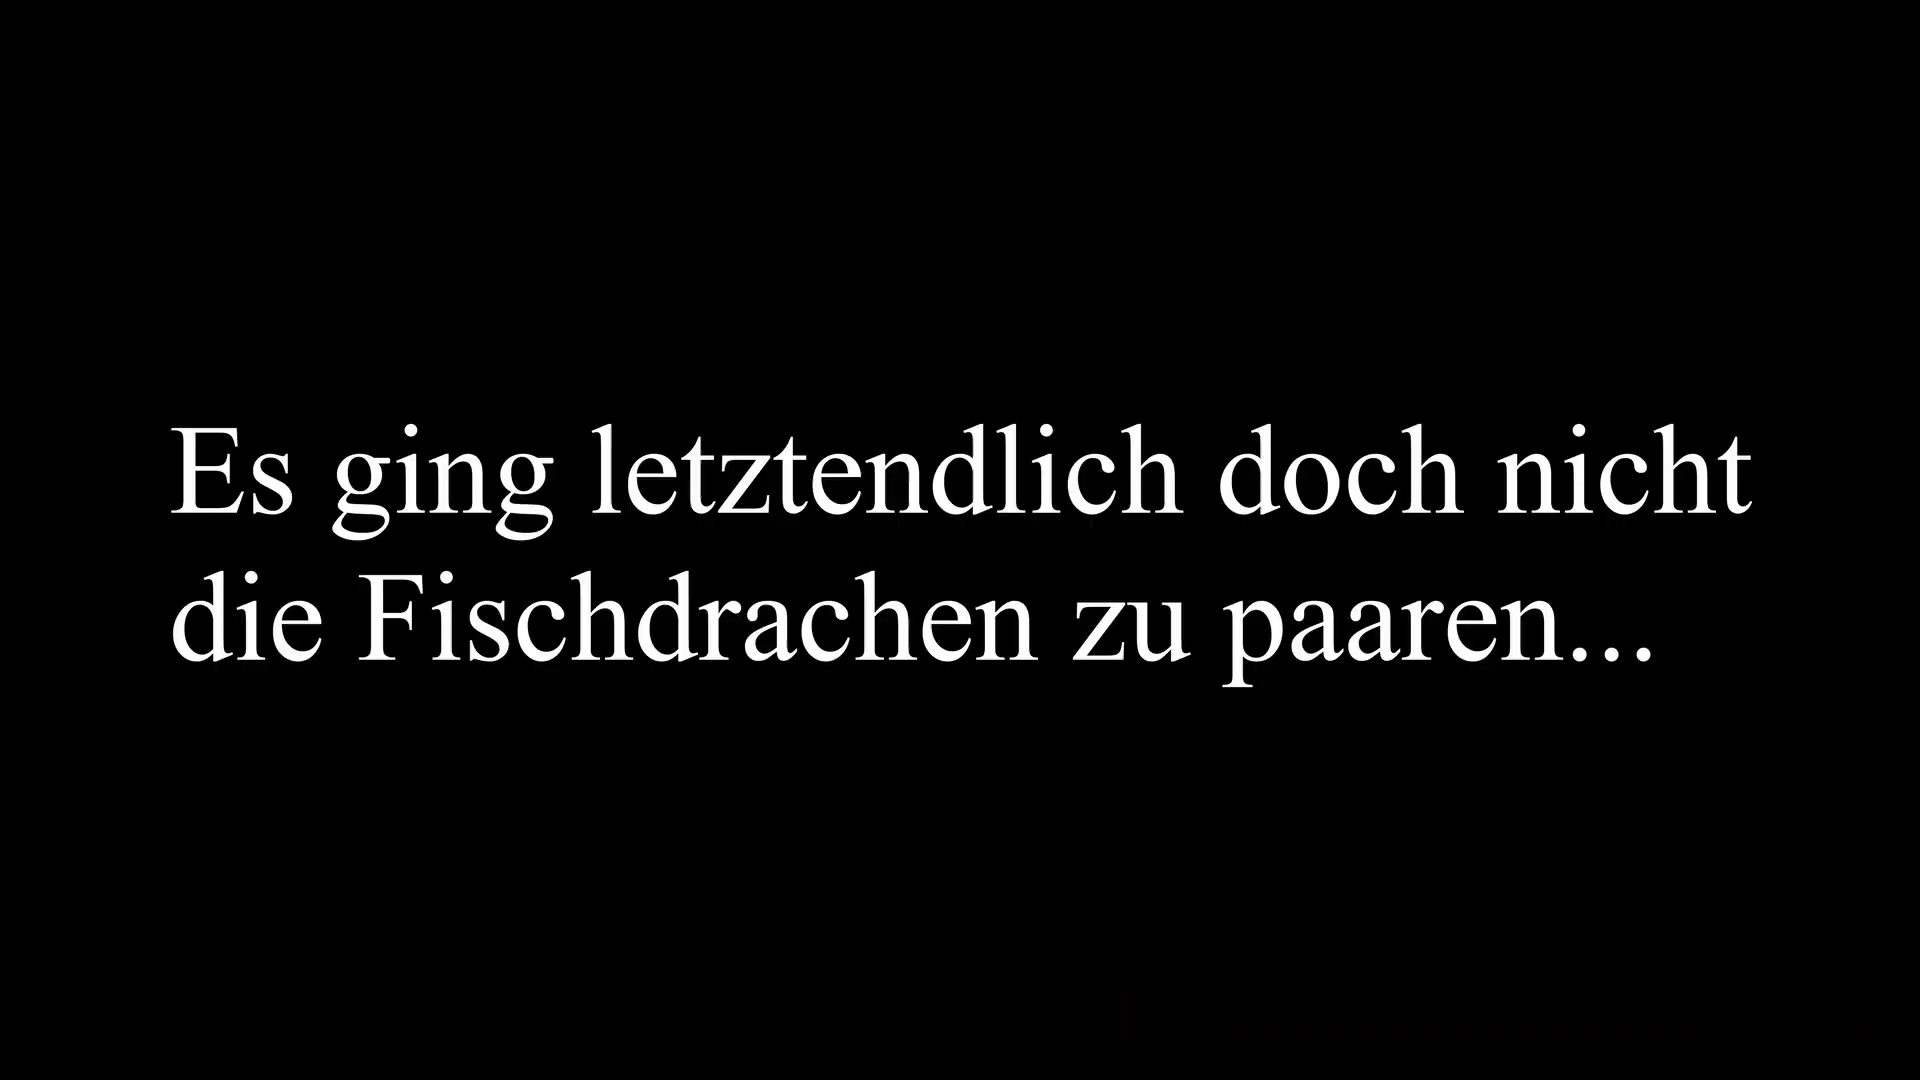 Es ging letztendlich doch nicht
die Fischdrachen zu paaren...